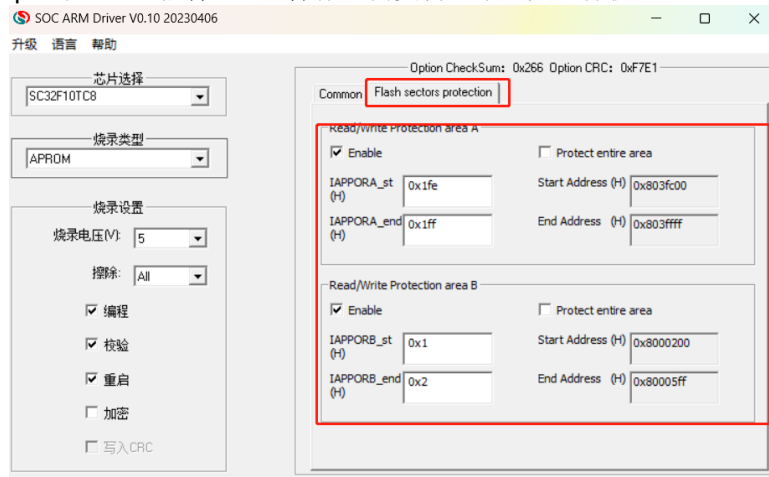 SOC ARM Driver V0.10 20230406
升级 语言 帮助
芯片选择
SC32F10TC8
烧录类型
APROM
烧录设置
烧录电压(V): 5
擦除: All
编程
校验
重启
加密
写入CRC
Option CheckSum: 0x266 Option CRC: 0xF7E1
Common Flash sectors protection
Read/Write Protection area A
Enable Protect entire area
IAPPORA_st (H) 0x1fe Start Address (H) 0x803fc00
IAPPORA_end (H) 0x1ff End Address (H) 0x803ffff
Read/Write Protection area B
Enable Protect entire area
IAPPORB_st (H) 0x1 Start Address (H) 0x8000200
IAPPORB_end (H) 0x2 End Address (H) 0x80005ff